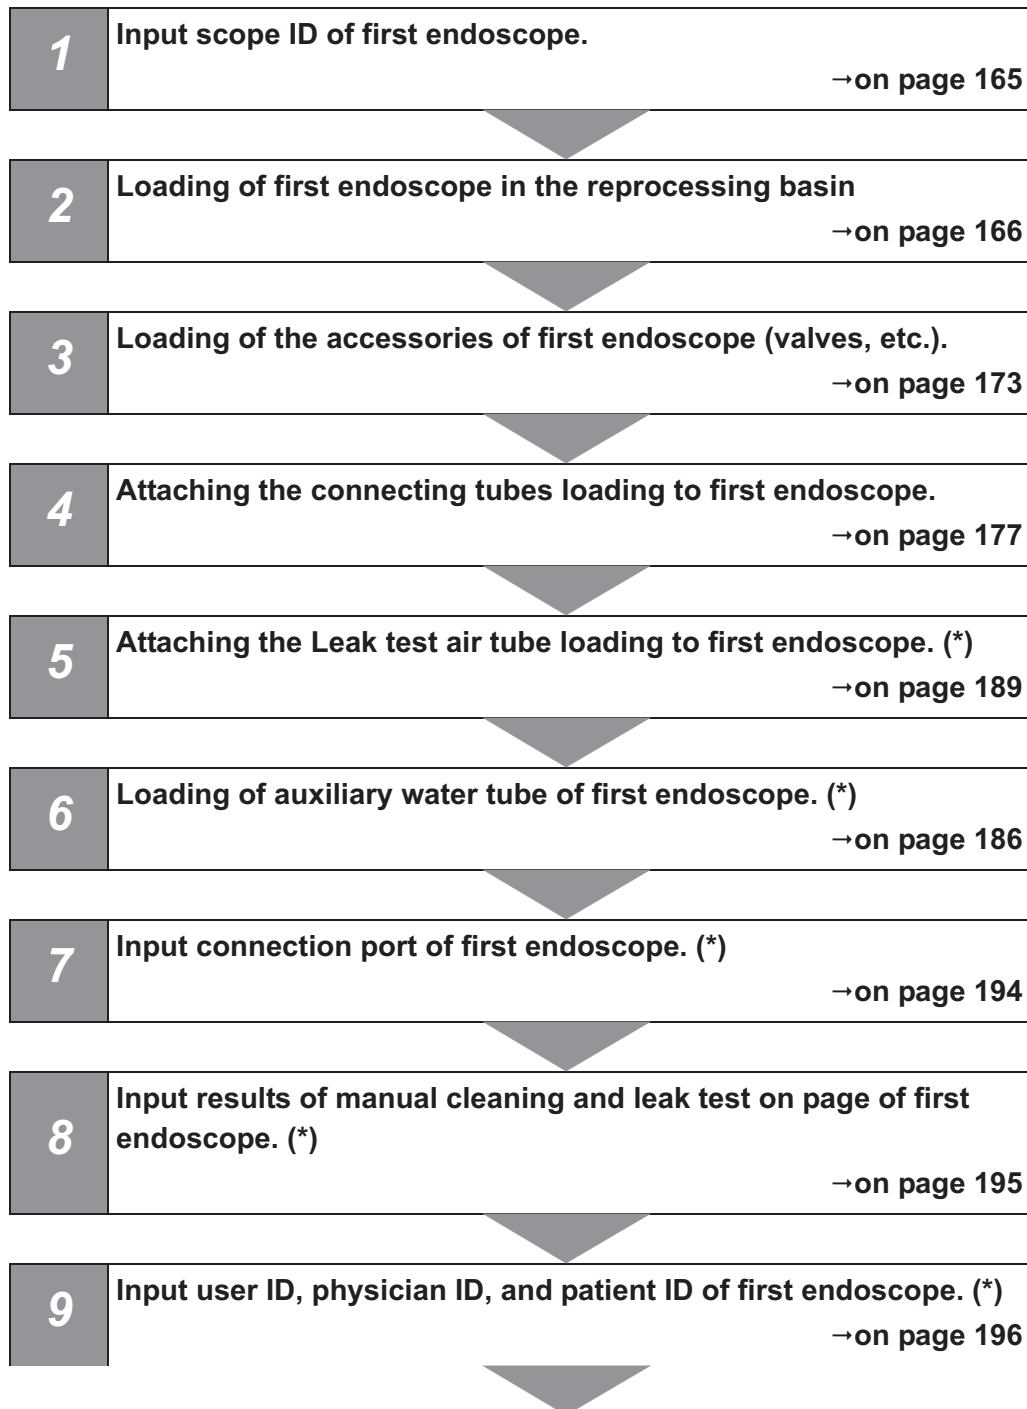 1
Input scope ID of first endoscope.
→on page 165
2
Loading of first endoscope in the reprocessing basin
→on page 166
3
Loading of the accessories of first endoscope (valves, etc.).
→on page 173
4
Attaching the connecting tubes loading to first endoscope.
→on page 177
5
Attaching the Leak test air tube loading to first endoscope. (*)
→on page 189
6
Loading of auxiliary water tube of first endoscope. (*)
→on page 186
7
Input connection port of first endoscope. (*)
→on page 194
8
Input results of manual cleaning and leak test on page of first
endoscope. (*)
→on page 195
9
Input user ID, physician ID, and patient ID of first endoscope. (*)
→on page 196